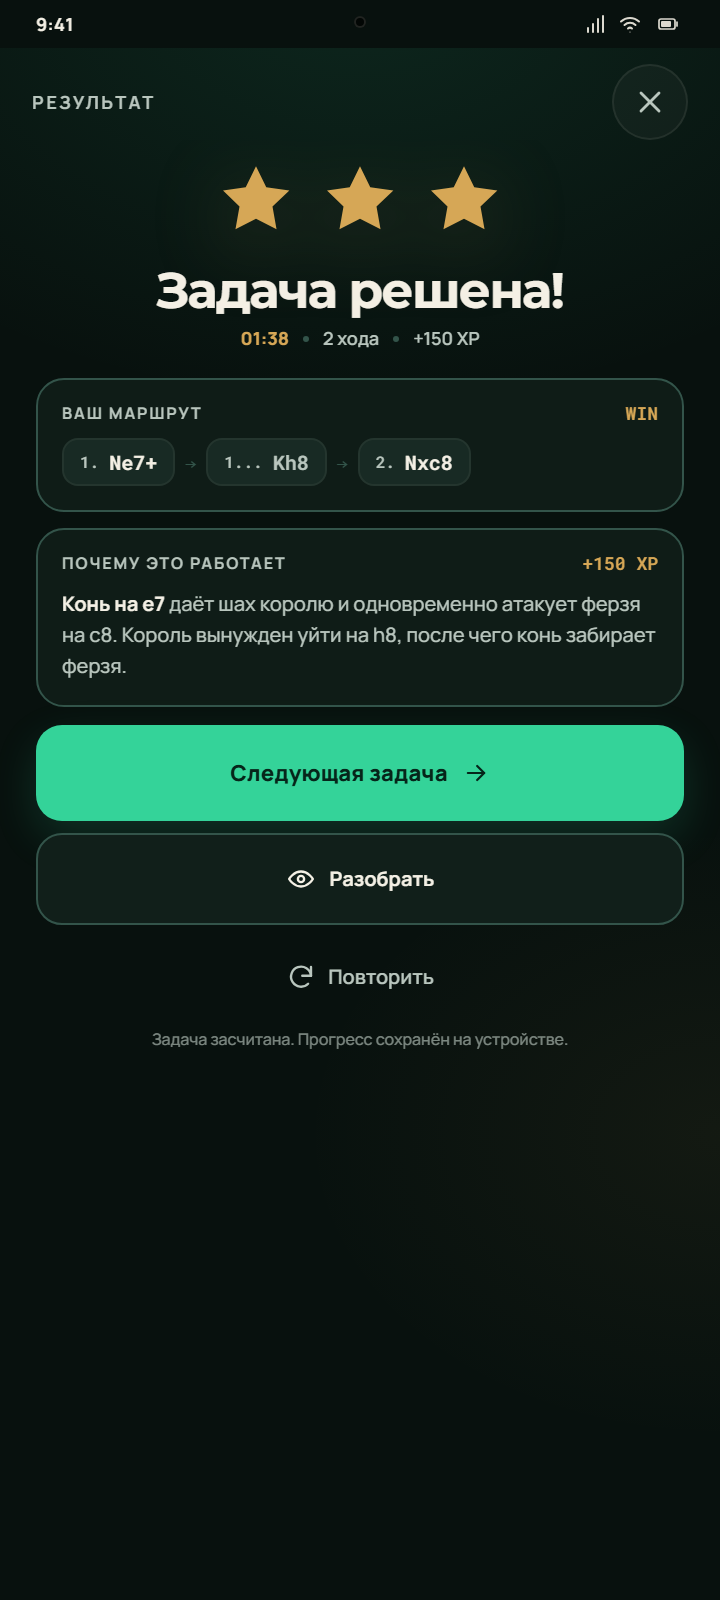 9:41
РЕЗУЛЬТАТ
Задача решена!
01:38 • 2 хода • +150 XP
ВАШ МАРШРУТ WIN
1. Ne7+ → 1... Kh8 → 2. Nxc8
ПОЧЕМУ ЭТО РАБОТАЕТ +150 XP
Конь на e7 даёт шах королю и одновременно атакует ферзя
на c8. Король вынужден уйти на h8, после чего конь забирает
ферзя.
Следующая задача →
Разобрать
Повторить
Задача засчитана. Прогресс сохранён на устройстве.